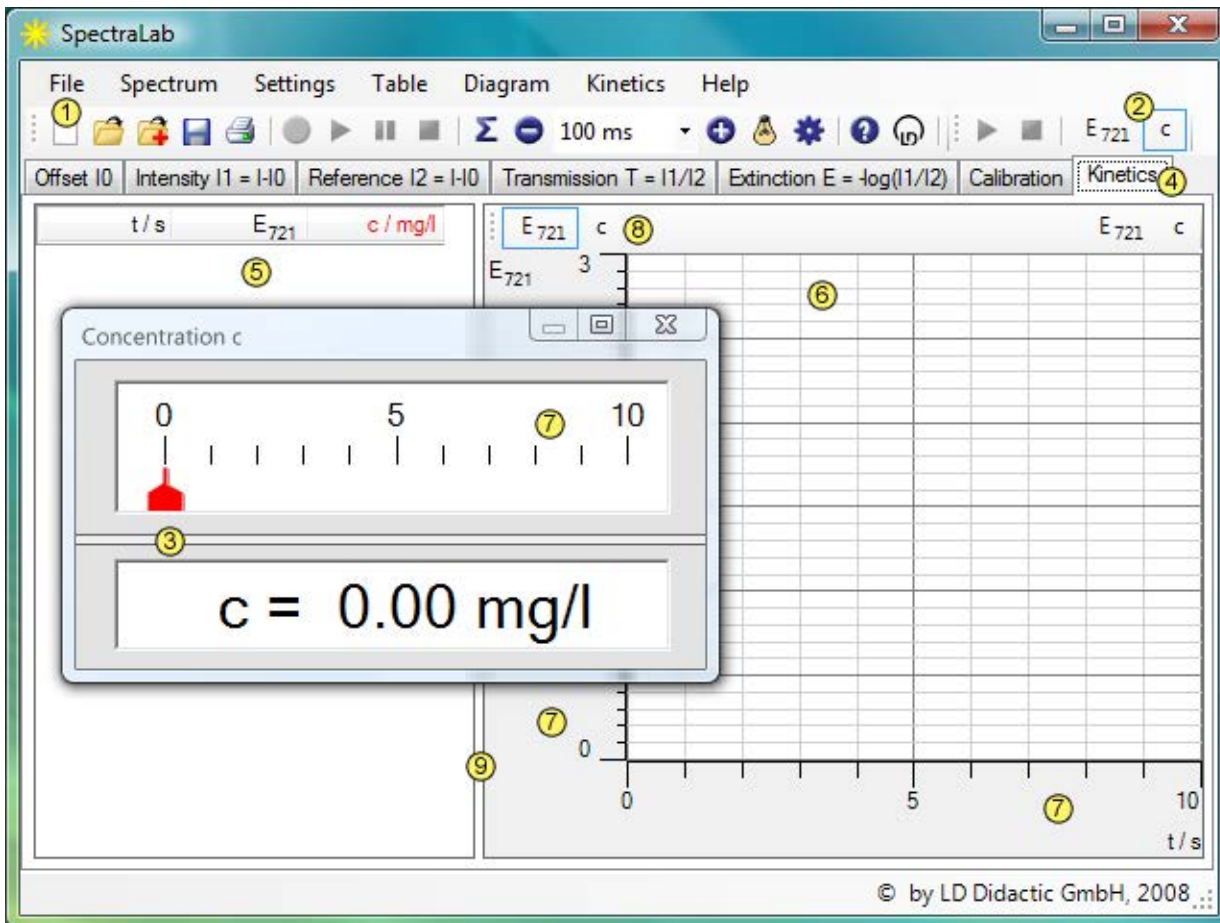 SpectraLab
File Spectrum Settings Table Diagram Kinetics Help
1 2
100 ms E721 c
Offset I0 Intensity I1 = I-I0 Reference I2 = I-I0 Transmission T = I1/I2 Extinction E = -log(I1/I2) Calibration Kinetics 4
t / s E721 c / mg/l
5
E721 c 8 E721 c
E721 3
6
Concentration c
0 5 7 10
3
c = 0.00 mg/l
7
0
9
0 5 7 10
t / s
© by LD Didactic GmbH, 2008